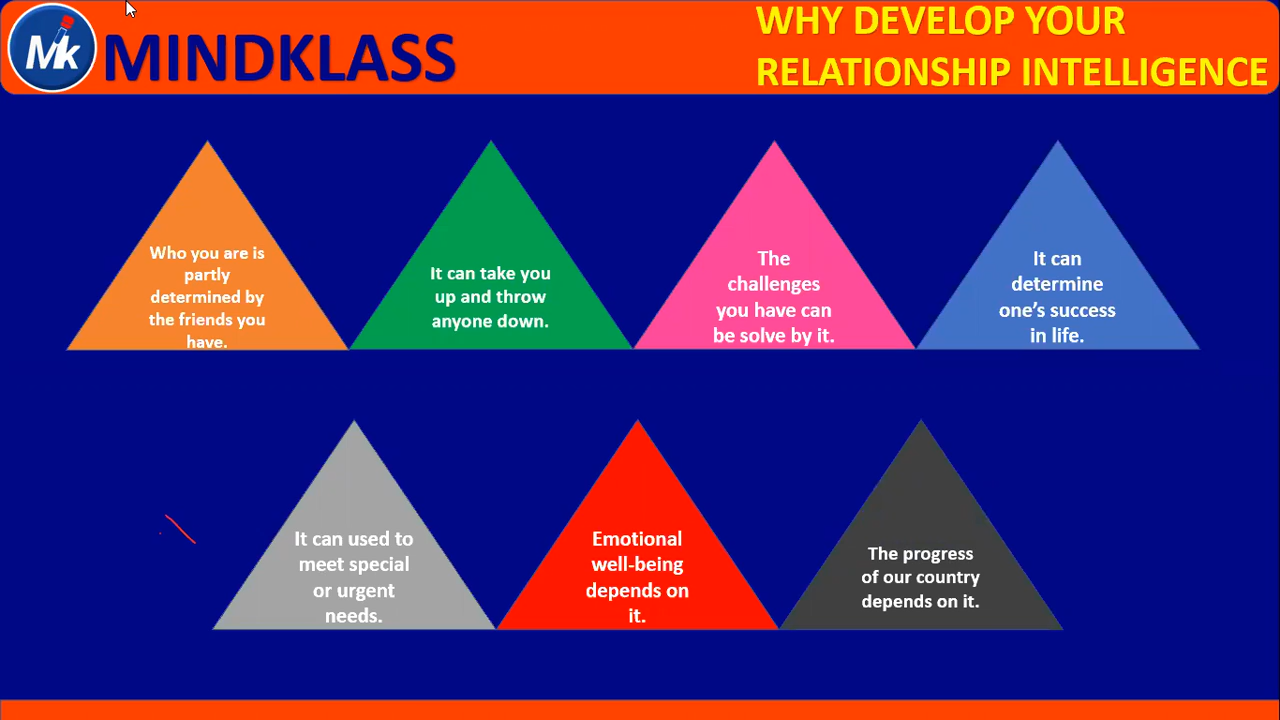 Mk MINDKLASS
WHY DEVELOP YOUR
RELATIONSHIP INTELLIGENCE
Who you are is
partly
determined by
the friends you
have.
It can take you
up and throw
anyone down.
The
challenges
you have can
be solve by it.
It can
determine
one’s success
in life.
It can used to
meet special
or urgent
needs.
Emotional
well-being
depends on
it.
The progress
of our country
depends on it.